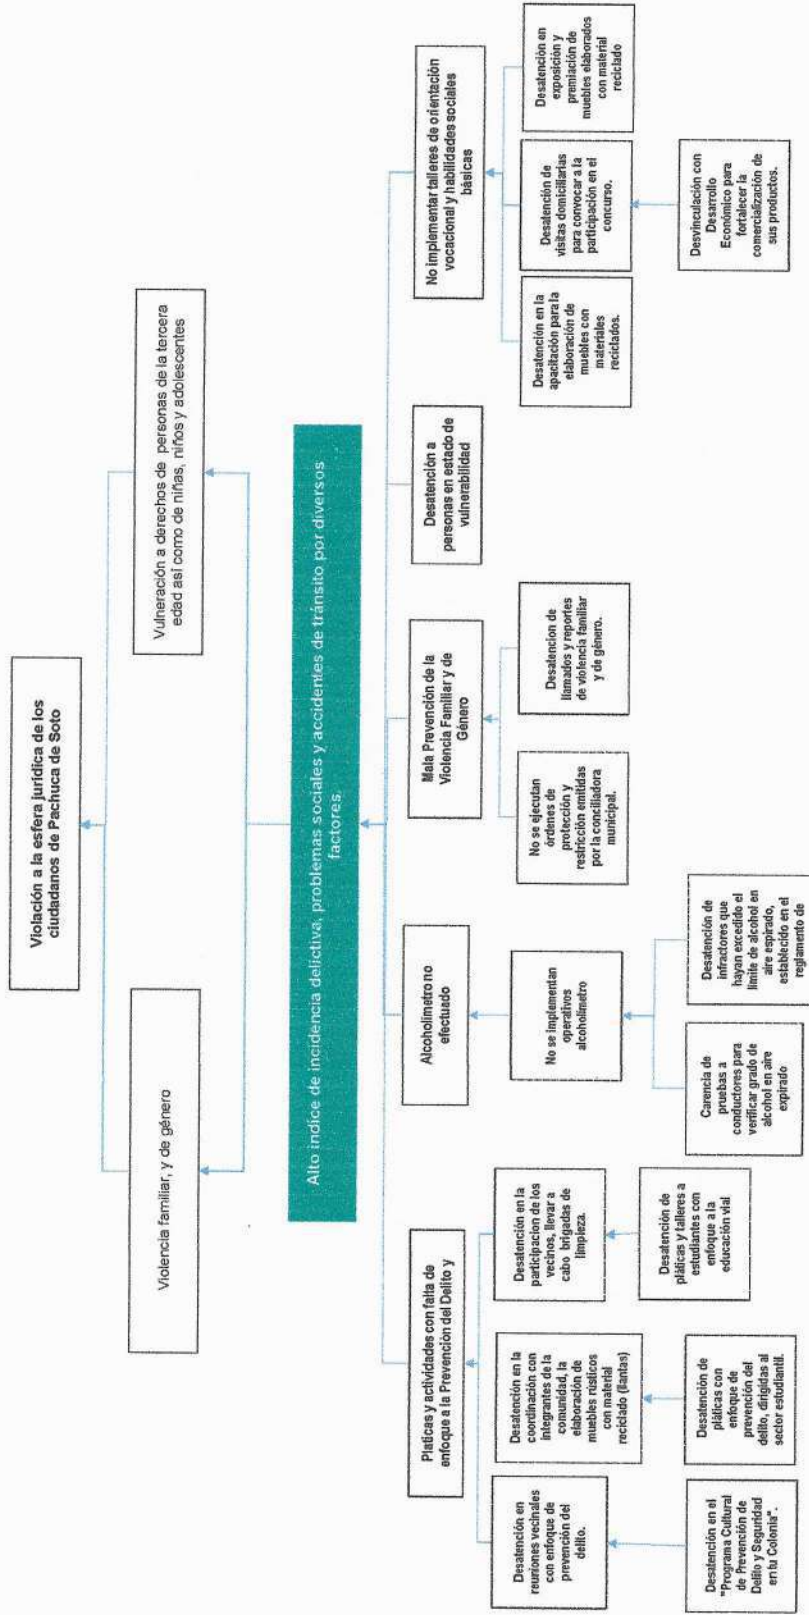 Violación a la esfera jurídica de los
ciudadanos de Pachuca de Soto
Violencia familiar, y de género
Vulneración a derechos de personas de la tercera
edad así como de niñas, niños y adolescentes
Alto índice de incidencia delictiva, problemas sociales y accidentes de tránsito por diversos
factores.
Platicas y actividades con falta de
enfoque a la Prevención del Delito y
Alcoholímetro no
efectuado
Mala Prevención de la
Violencia Familiar y de
Género
Desatención a
personas en estado de
vulnerabilidad
No implementar talleres de orientación
vocacional y habilidades sociales
básicas
Desatención en
reuniones vecinales
con enfoque de
prevención del
delito.
Desatención en la
coordinación con
integrantes de la
comunidad, la
elaboración de
muebles rústicos
con material
reciclado (llantas)
Desatención en la
participacion de los
vecinos, llevar a
cabo brigadas de
limpieza.
No se implementan
operativos
alcoholímetro
No se ejecutan
órdenes de
protección y
restricción emitidas
por la conciliadora
municipal.
Desatencion de
llamados y reportes
de violencia familiar
y de género.
Desatención en la
apacitación para la
elaboración de
muebles con
materiales
reciclados.
Desatención de
visitas domiciliarias
para convocar a la
participación en el
concurso.
Desatención en
exposición y
premiación de
muebles elaborados
con material
reciclado
Desatención en el
"Programa Cultural
de Prevención de
Delito y Seguridad
en tu Colonia".
Desatención de
pláticas con
enfoque de
prevención del
delito, dirigidas al
sector estudiantil.
Desatención de
pláticas y talleres a
estudiantes con
enfoque a la
educación vial
Carencia de
pruebas a
conductores para
verificar grado de
alcohol en aire
expirado
Desatención de
infractores que
hayan excedido el
límite de alcohol en
aire espirado,
establecido en el
reglamento de
Desvinculación con
Desarrollo
Económico para
fortalecer la
comercialización de
sus productos.